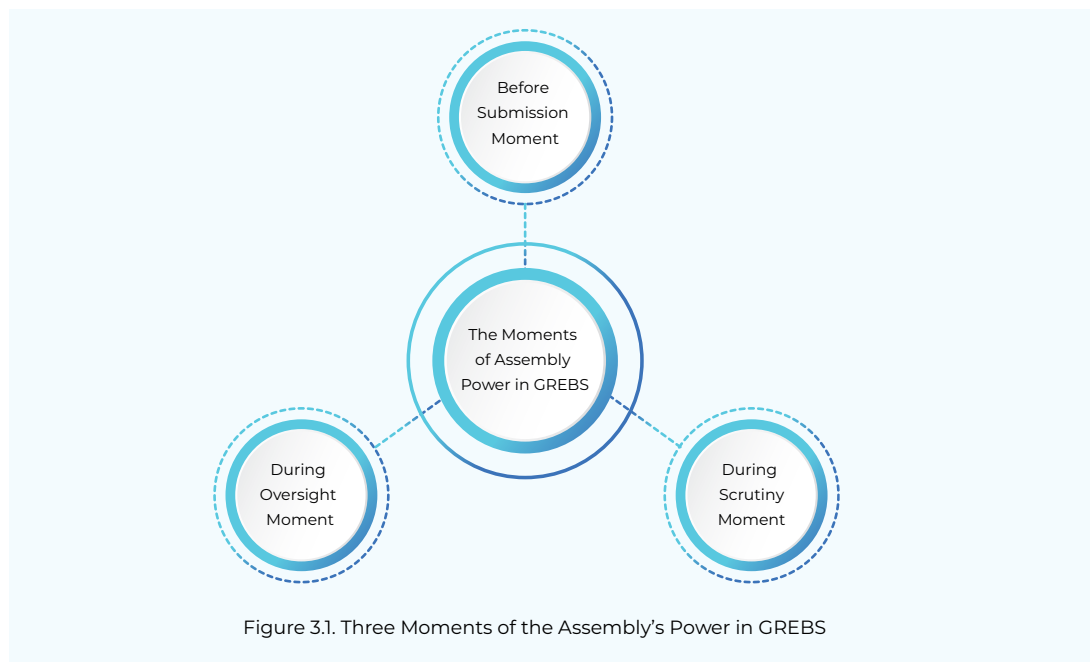 Before
Submission
Moment
The Moments
of Assembly
Power in GREBS
During
Oversight
Moment
During
Scrutiny
Moment
Figure 3.1. Three Moments of the Assembly’s Power in GREBS